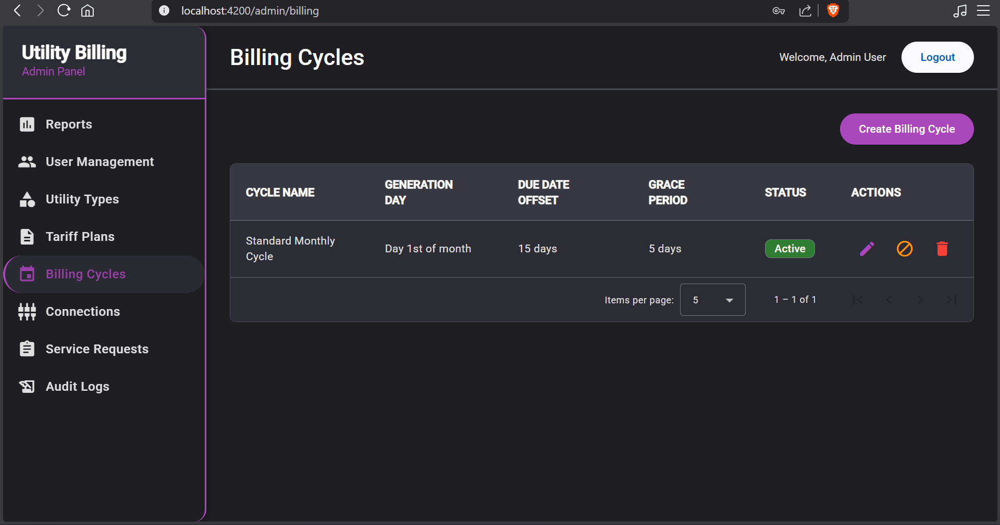 localhost:4200/admin/billing
Utility Billing
Admin Panel
Reports
User Management
Utility Types
Tariff Plans
Billing Cycles
Connections
Service Requests
Audit Logs
Billing Cycles
Welcome, Admin User
Logout
Create Billing Cycle
CYCLE NAME
GENERATION
DAY
DUE DATE
OFFSET
GRACE
PERIOD
STATUS
ACTIONS
Standard Monthly
Cycle
Day 1st of month
15 days
5 days
Active
Items per page:
5
1 – 1 of 1